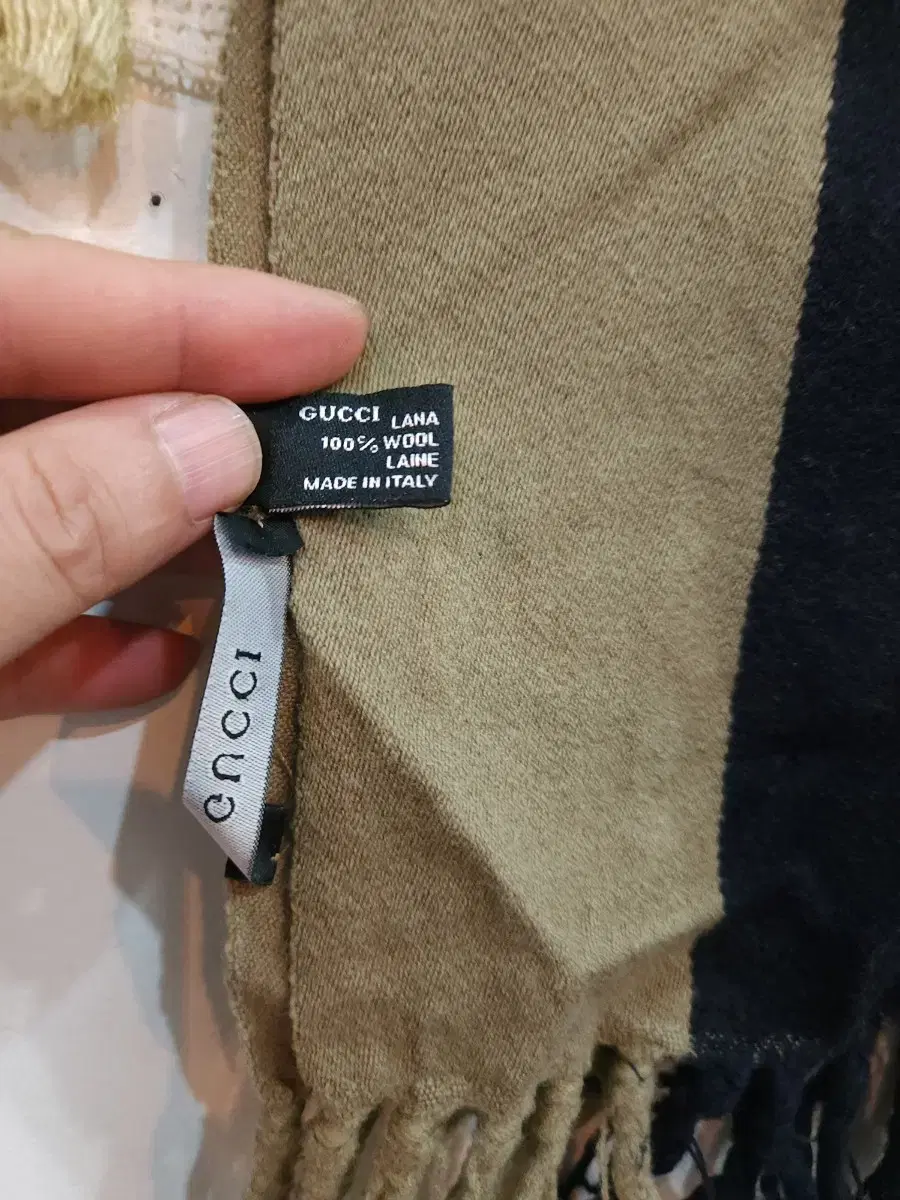 GUCCI LANA
100% WOOL
LAINE
MADE IN ITALY
GUCCI